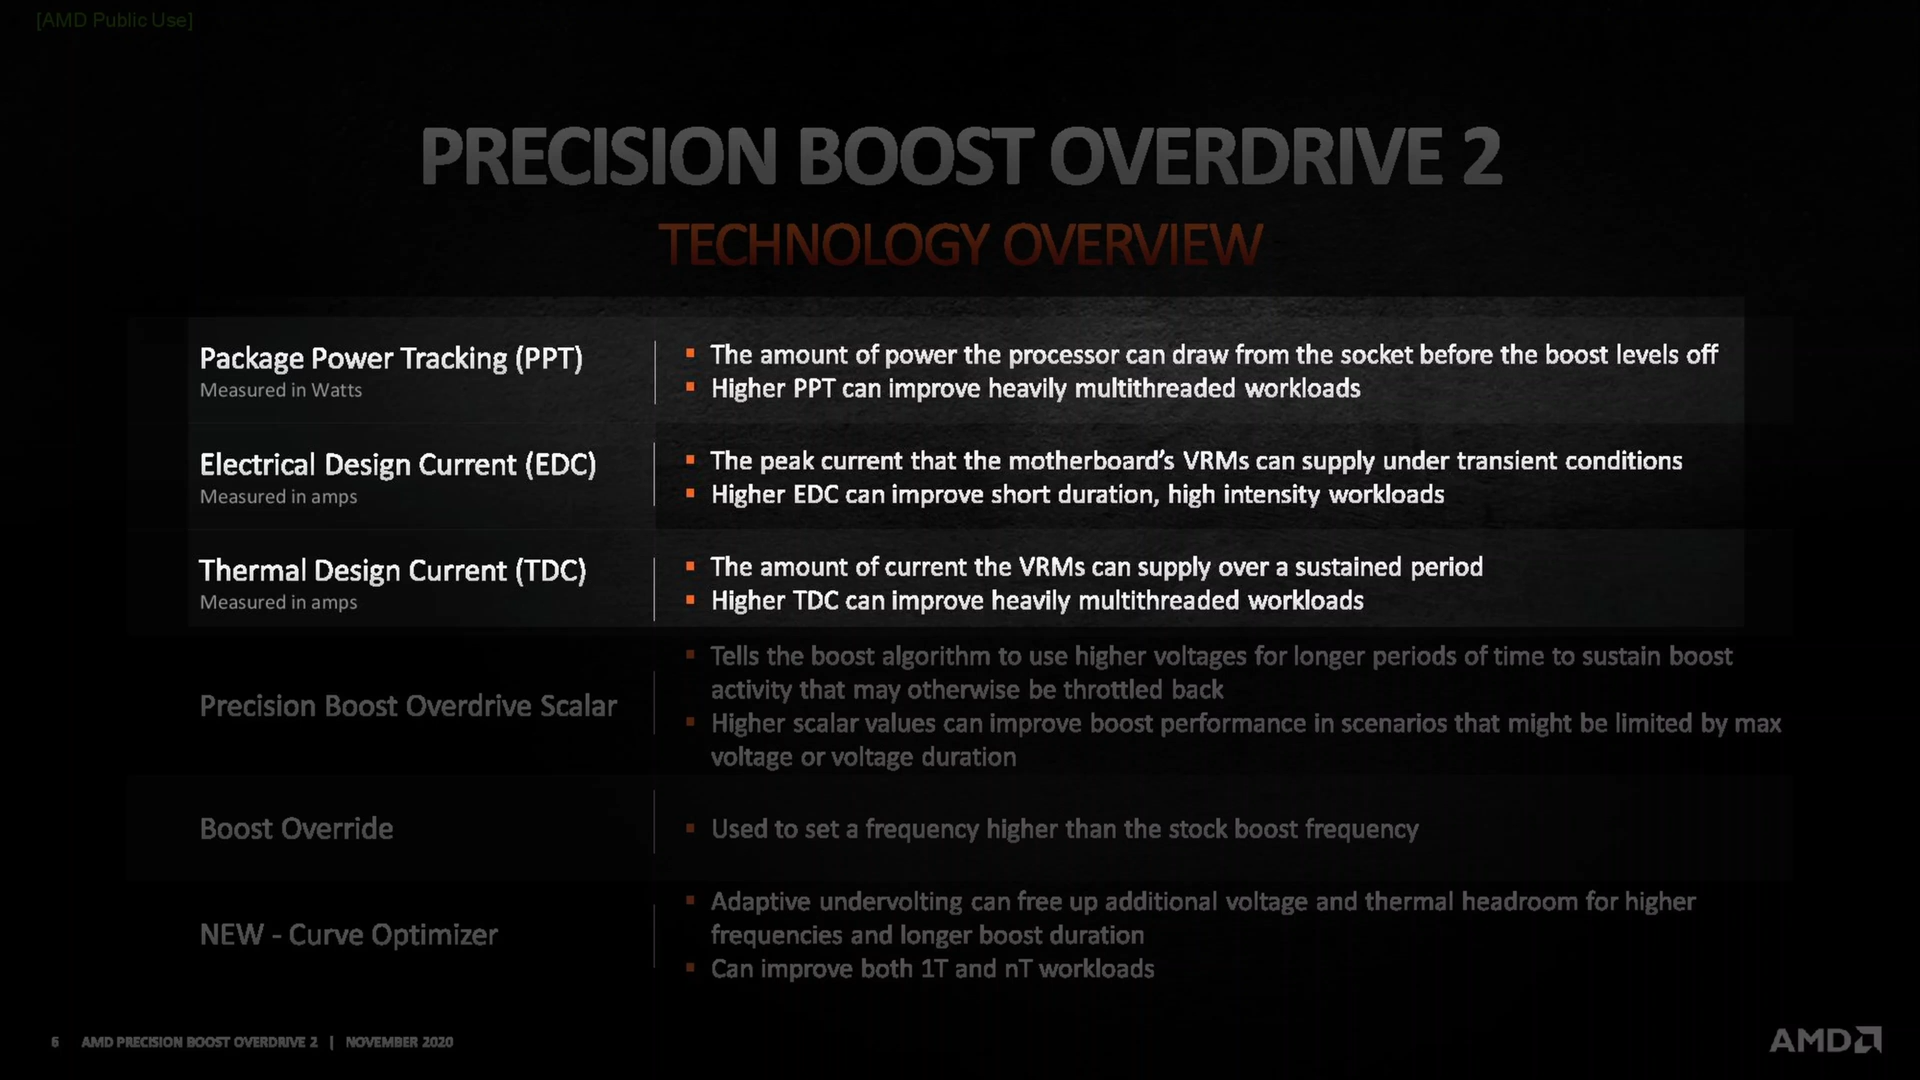 [AMD Public Use]
PRECISION BOOST OVERDRIVE 2
TECHNOLOGY OVERVIEW
Package Power Tracking (PPT)
Measured in Watts
▪ The amount of power the processor can draw from the socket before the boost levels off
▪ Higher PPT can improve heavily multithreaded workloads
Electrical Design Current (EDC)
Measured in amps
▪ The peak current that the motherboard’s VRMs can supply under transient conditions
▪ Higher EDC can improve short duration, high intensity workloads
Thermal Design Current (TDC)
Measured in amps
▪ The amount of current the VRMs can supply over a sustained period
▪ Higher TDC can improve heavily multithreaded workloads
Precision Boost Overdrive Scalar
▪ Tells the boost algorithm to use higher voltages for longer periods of time to sustain boost
activity that may otherwise be throttled back
▪ Higher scalar values can improve boost performance in scenarios that might be limited by max
voltage or voltage duration
Boost Override
▪ Used to set a frequency higher than the stock boost frequency
NEW - Curve Optimizer
▪ Adaptive undervolting can free up additional voltage and thermal headroom for higher
frequencies and longer boost duration
▪ Can improve both 1T and nT workloads
6 AMD PRECISION BOOST OVERDRIVE 2 | NOVEMBER 2020
AMD